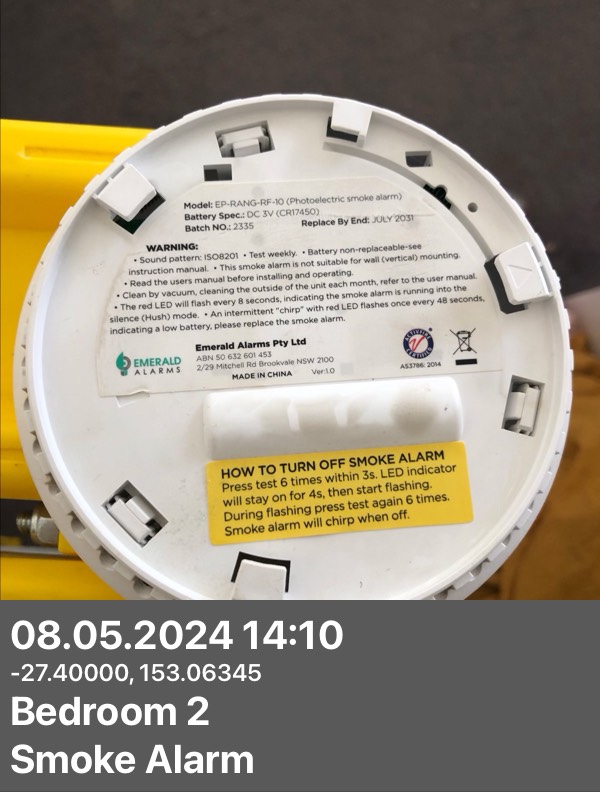 Model: EP-RANG-RF-10 (Photoelectric smoke alarm)
Battery Spec.: DC 3V (CR17450)
Batch NO.: 2335 Replace By End: JULY 2031
WARNING:
• Sound pattern: ISO8201 • Test weekly. • Battery non-replaceable-see
instruction manual. • This smoke alarm is not suitable for wall (vertical) mounting.
• Read the users manual before installing and operating.
• Clean by vacuum, cleaning the outside of the unit each month, refer to the user manual.
• The red LED will flash every 8 seconds, indicating the smoke alarm is running into the
silence (Hush) mode. • An intermittent "chirp" with red LED flashes once every 48 seconds,
indicating a low battery, please replace the smoke alarm.
EMERALD
ALARMS
Emerald Alarms Pty Ltd
ABN 50 632 601 453
2/29 Mitchell Rd Brookvale NSW 2100
MADE IN CHINA Ver:1.0
AS3786: 2014
HOW TO TURN OFF SMOKE ALARM
Press test 6 times within 3s. LED indicator
will stay on for 4s, then start flashing.
During flashing press test again 6 times.
Smoke alarm will chirp when off.
08.05.2024 14:10
-27.40000, 153.06345
Bedroom 2
Smoke Alarm